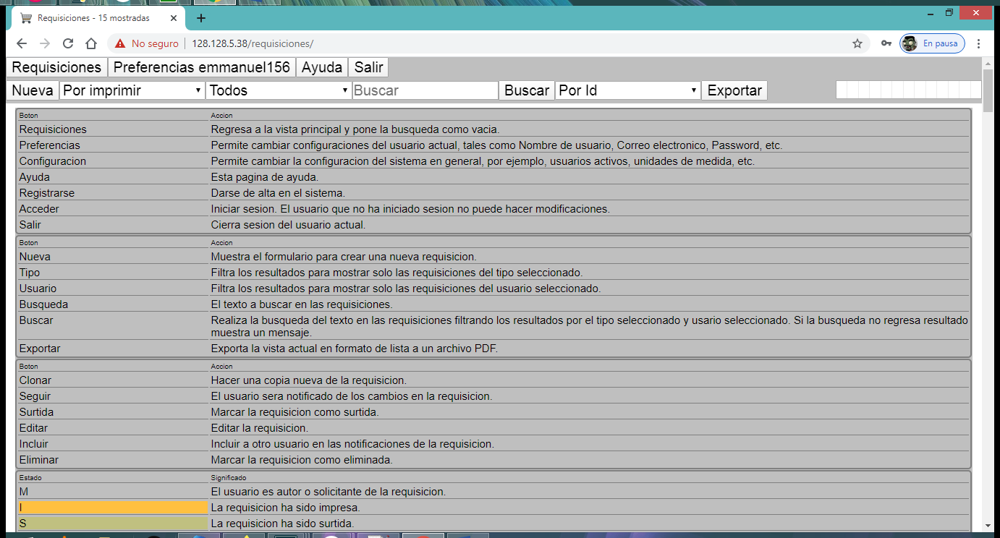 Requisiciones - 15 mostradas
No seguro
128.128.5.38/requisiciones/
En pausa
Requisiciones Preferencias emmanuel156 Ayuda Salir
Nueva Por imprimir Todos Buscar Buscar Por Id Exportar
Boton Accion
Requisiciones Regresa a la vista principal y pone la busqueda como vacia.
Preferencias Permite cambiar configuraciones del usuario actual, tales como Nombre de usuario, Correo electronico, Password, etc.
Configuracion Permite cambiar la configuracion del sistema en general, por ejemplo, usuarios activos, unidades de medida, etc.
Ayuda Esta pagina de ayuda.
Registrarse Darse de alta en el sistema.
Acceder Iniciar sesion. El usuario que no ha iniciado sesion no puede hacer modificaciones.
Salir Cierra sesion del usuario actual.
Boton Accion
Nueva Muestra el formulario para crear una nueva requisicion.
Tipo Filtra los resultados para mostrar solo las requisiciones del tipo seleccionado.
Usuario Filtra los resultados para mostrar solo las requisiciones del usuario seleccionado.
Busqueda El texto a buscar en las requisiciones.
Buscar Realiza la busqueda del texto en las requisiciones filtrando los resultados por el tipo seleccionado y usario seleccionado. Si la busqueda no regresa resultado
muestra un mensaje.
Exportar Exporta la vista actual en formato de lista a un archivo PDF.
Boton Accion
Clonar Hacer una copia nueva de la requisicion.
Seguir El usuario sera notificado de los cambios en la requisicion.
Surtida Marcar la requisicion como surtida.
Editar Editar la requisicion.
Incluir Incluir a otro usuario en las notificaciones de la requisicion.
Eliminar Marcar la requisicion como eliminada.
Estado Significado
M El usuario es autor o solicitante de la requisicion.
I La requisicion ha sido impresa.
S La requisicion ha sido surtida.